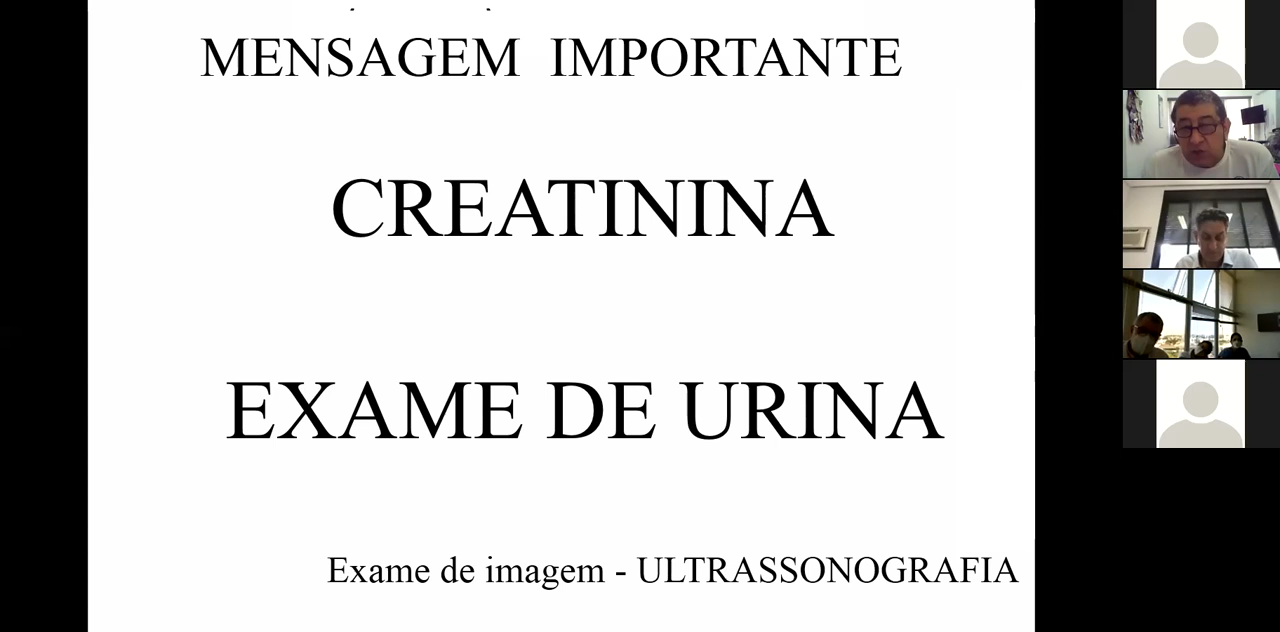 MENSAGEM IMPORTANTE
CREATININA
EXAME DE URINA
Exame de imagem - ULTRASSONOGRAFIA